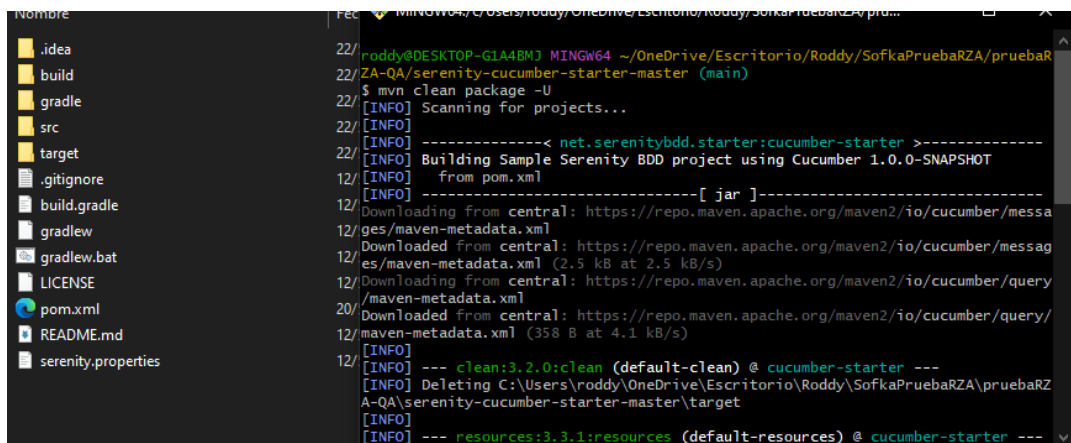 Nombre
Fec
.idea
22/
build
22/
gradle
22/
src
22/
target
22/
.gitignore
12/
build.gradle
12/
gradlew
12/
gradlew.bat
12/
LICENSE
12/
pom.xml
20/
README.md
12/
serenity.properties
12/
MINGW64:/c/Users/roddy/OneDrive/Escritorio/Roddy/SofkaPruebaRZA/pru...
roddy@DESKTOP-G1A4BMJ MINGW64 ~/OneDrive/Escritorio/Roddy/SofkaPruebaRZA/pruebaR
ZA-QA/serenity-cucumber-starter-master (main)
$ mvn clean package -U
[INFO] Scanning for projects...
[INFO]
[INFO] --------------< net.serenitybdd.starter:cucumber-starter >--------------
[INFO] Building Sample Serenity BDD project using Cucumber 1.0.0-SNAPSHOT
[INFO]   from pom.xml
[INFO] --------------------------------[ jar ]---------------------------------
Downloading from central: https://repo.maven.apache.org/maven2/io/cucumber/messa
ges/maven-metadata.xml
Downloaded from central: https://repo.maven.apache.org/maven2/io/cucumber/messag
es/maven-metadata.xml (2.5 kB at 2.5 kB/s)
Downloading from central: https://repo.maven.apache.org/maven2/io/cucumber/query
/maven-metadata.xml
Downloaded from central: https://repo.maven.apache.org/maven2/io/cucumber/query/
maven-metadata.xml (358 B at 4.1 kB/s)
[INFO]
[INFO] --- clean:3.2.0:clean (default-clean) @ cucumber-starter ---
[INFO] Deleting C:\Users\roddy\OneDrive\Escritorio\Roddy\SofkaPruebaRZA\pruebaRZ
A-QA\serenity-cucumber-starter-master\target
[INFO]
[INFO] --- resources:3.3.1:resources (default-resources) @ cucumber-starter ---